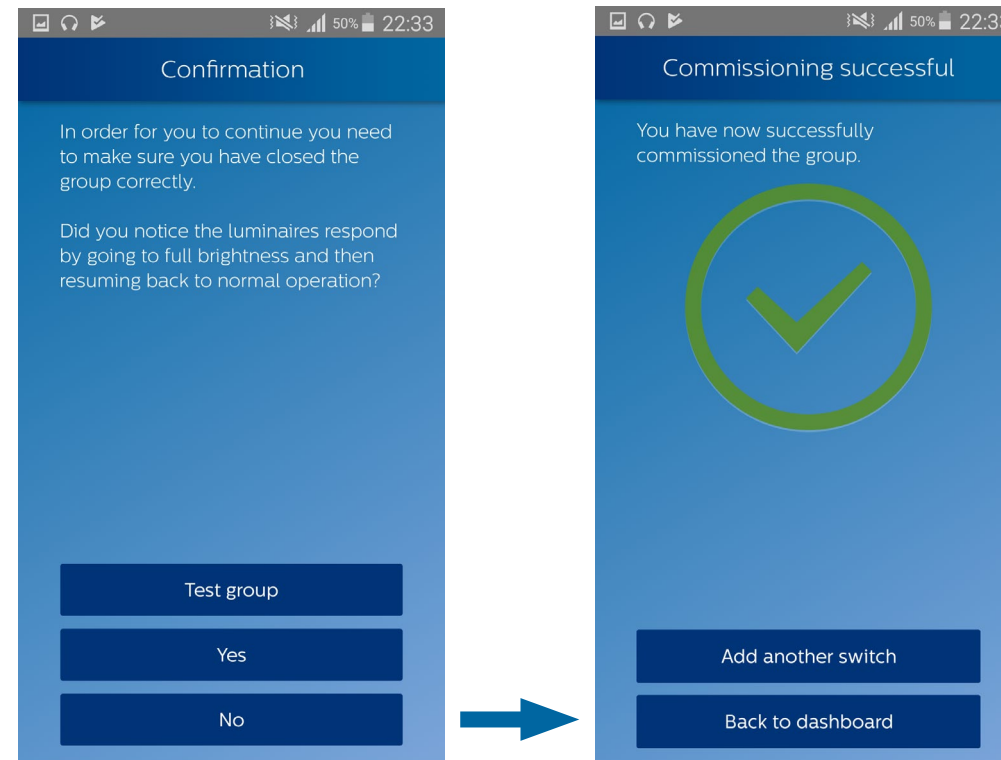 50% 22:33
Confirmation
In order for you to continue you need
to make sure you have closed the
group correctly.
Did you notice the luminaires respond
by going to full brightness and then
resuming back to normal operation?
Test group
Yes
No
50% 22:33
Commissioning successful
You have now successfully
commissioned the group.
Add another switch
Back to dashboard